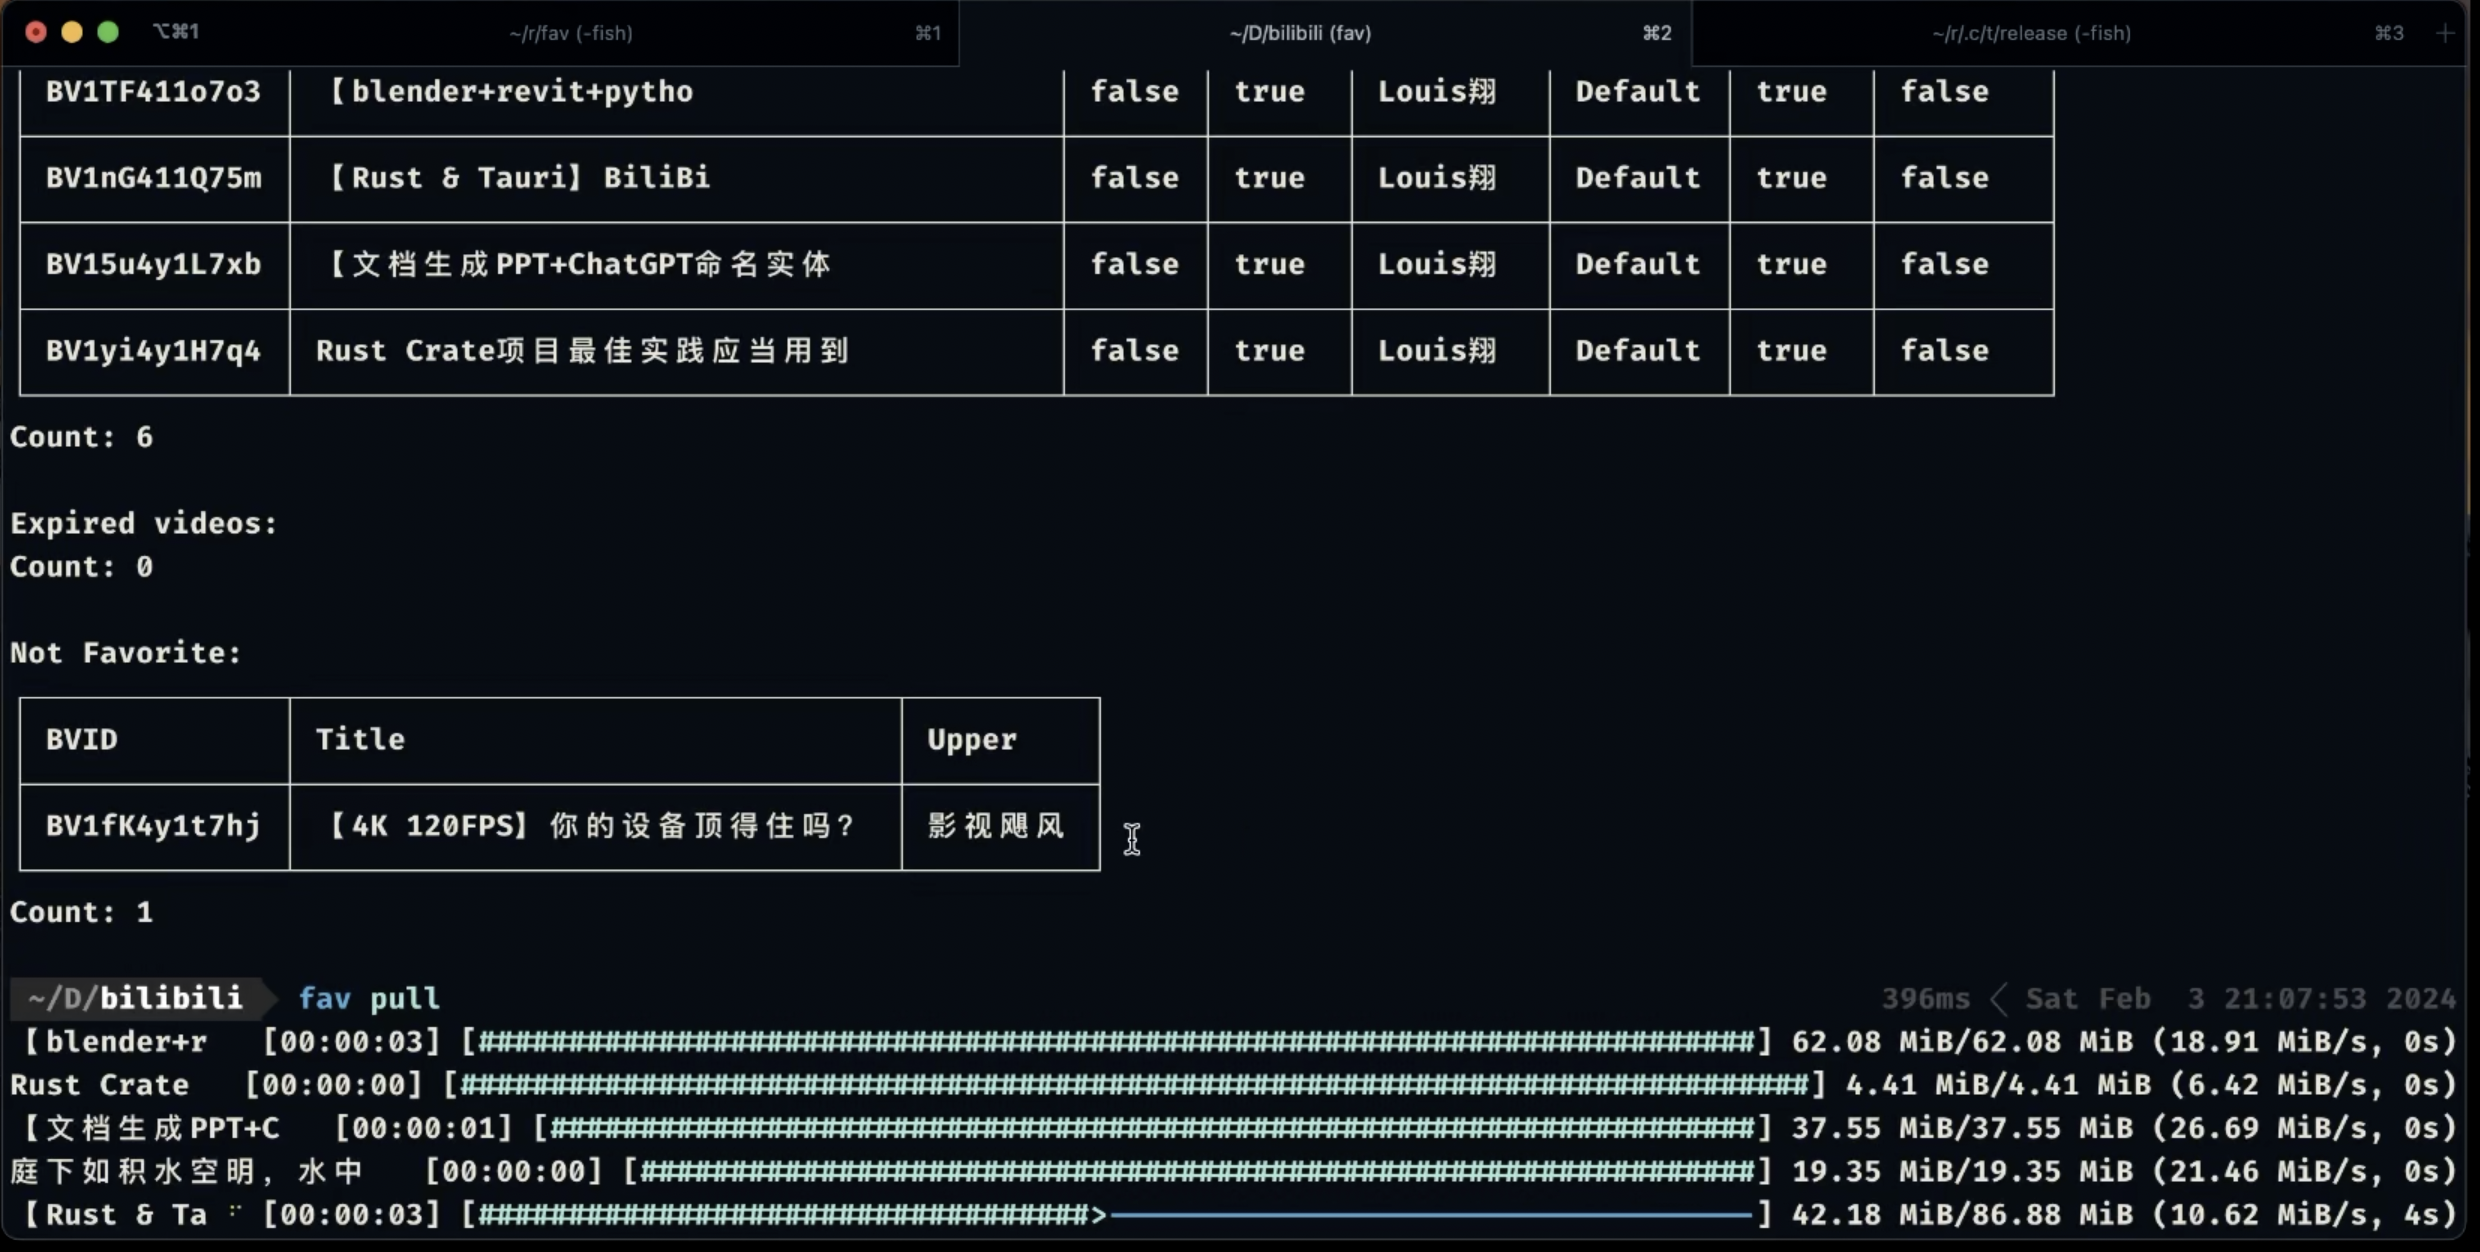 ⌥⌘1 ~/r/fav (-fish) ⌘1 ~/D/bilibili (fav) ⌘2 ~/r/.c/t/release (-fish) ⌘3 +
BV1TF411o7o3 【blender+revit+pytho false true Louis翔 Default true false
BV1nG411Q75m 【Rust & Tauri】BiliBi false true Louis翔 Default true false
BV15u4y1L7xb 【文档生成PPT+ChatGPT命名实体 false true Louis翔 Default true false
BV1yi4y1H7q4 Rust Crate项目最佳实践应当用到 false true Louis翔 Default true false
Count: 6
Expired videos:
Count: 0
Not Favorite:
BVID Title Upper
BV1fK4y1t7hj 【4K 120FPS】你的设备顶得住吗? 影视飓风
Count: 1
~/D/bilibili fav pull 396ms Sat Feb 3 21:07:53 2024
【blender+r [00:00:03] [#######################################################################] 62.08 MiB/62.08 MiB (18.91 MiB/s, 0s)
Rust Crate [00:00:00] [###########################################################################] 4.41 MiB/4.41 MiB (6.42 MiB/s, 0s)
【文档生成PPT+C [00:00:01] [###################################################################] 37.55 MiB/37.55 MiB (26.69 MiB/s, 0s)
庭下如积水空明，水中 [00:00:00] [##############################################################] 19.35 MiB/19.35 MiB (21.46 MiB/s, 0s)
【Rust & Ta [00:00:03] [##################################>────────────────────────────────────] 42.18 MiB/86.88 MiB (10.62 MiB/s, 4s)